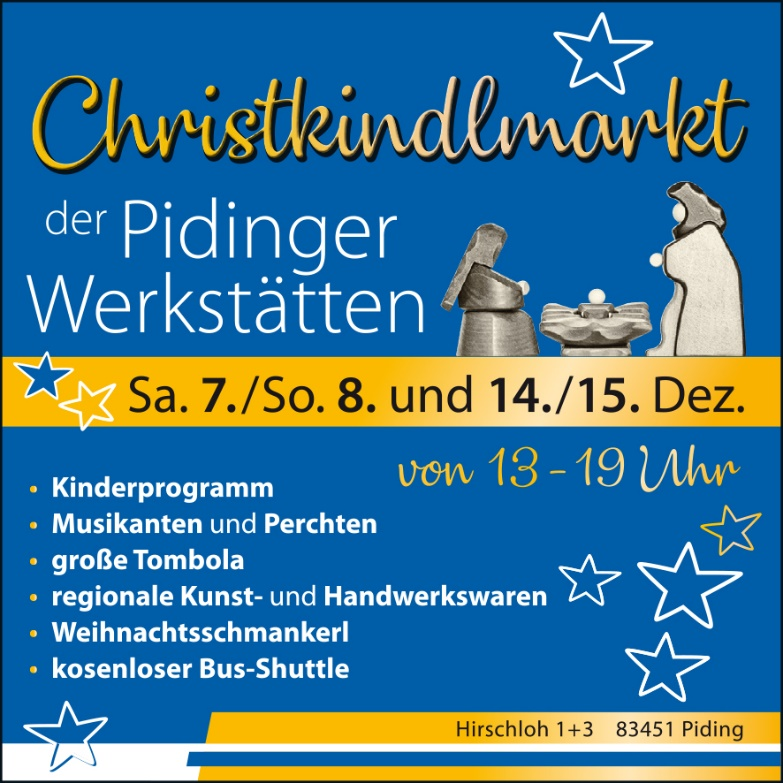 Christkindlmarkt
der Pidinger
Werkstätten
Sa. 7./So. 8. und 14./15. Dez.
von 13-19 Uhr
• Kinderprogramm
• Musikanten und Perchten
• große Tombola
• regionale Kunst- und Handwerkswaren
• Weihnachtsschmankerl
• kosenloser Bus-Shuttle
Hirschloh 1+3 83451 Piding